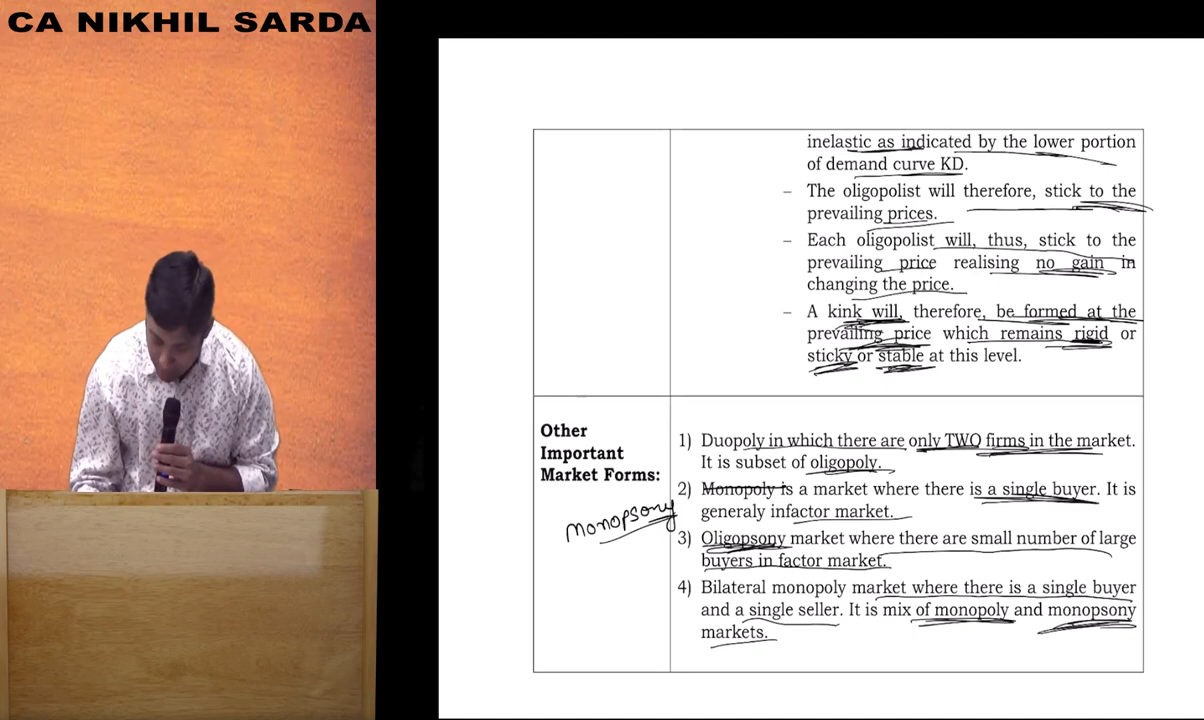 CA NIKHIL SARDA
inelastic as indicated by the lower portion
of demand curve KD.
– The oligopolist will therefore, stick to the
prevailing prices.
– Each oligopolist will, thus, stick to the
prevailing price realising no gain in
changing the price.
– A kink will, therefore, be formed at the
prevailing price which remains rigid or
sticky or stable at this level.
Other
Important
Market Forms:
monopsony
1) Duopoly in which there are only TWO firms in the market.
It is subset of oligopoly.
2) Monopoly is a market where there is a single buyer. It is
generaly infactor market.
3) Oligopsony market where there are small number of large
buyers in factor market.
4) Bilateral monopoly market where there is a single buyer
and a single seller. It is mix of monopoly and monopsony
markets.